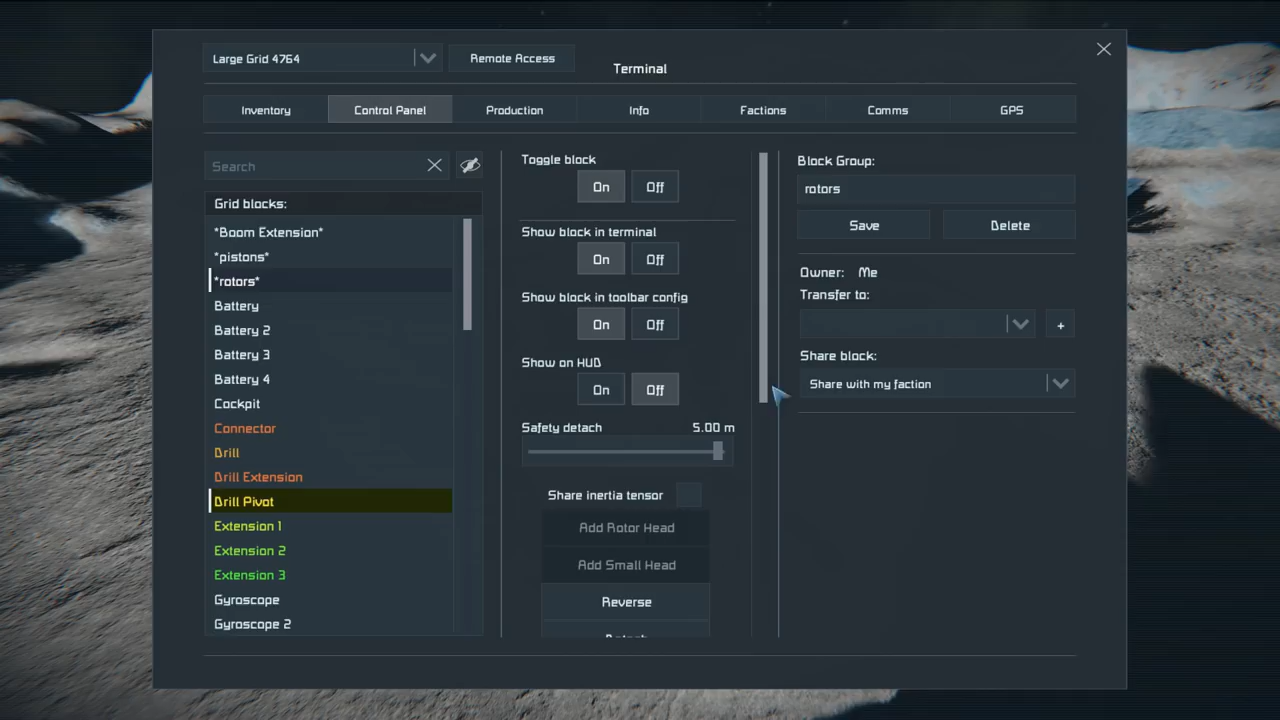 Large Grid 4764
Remote Access
Terminal
Inventory
Control Panel
Production
Info
Factions
Comms
GPS
Search
Grid blocks:
*Boom Extension*
*pistons*
*rotors*
Battery
Battery 2
Battery 3
Battery 4
Cockpit
Connector
Drill
Drill Extension
Drill Pivot
Extension 1
Extension 2
Extension 3
Gyroscope
Gyroscope 2
Toggle block
On Off
Show block in terminal
On Off
Show block in toolbar config
On Off
Show on HUD
On Off
Safety detach 5.00 m
Share inertia tensor
Add Rotor Head
Add Small Head
Reverse
Block Group:
rotors
Save Delete
Owner: Me
Transfer to:
+
Share block:
Share with my faction